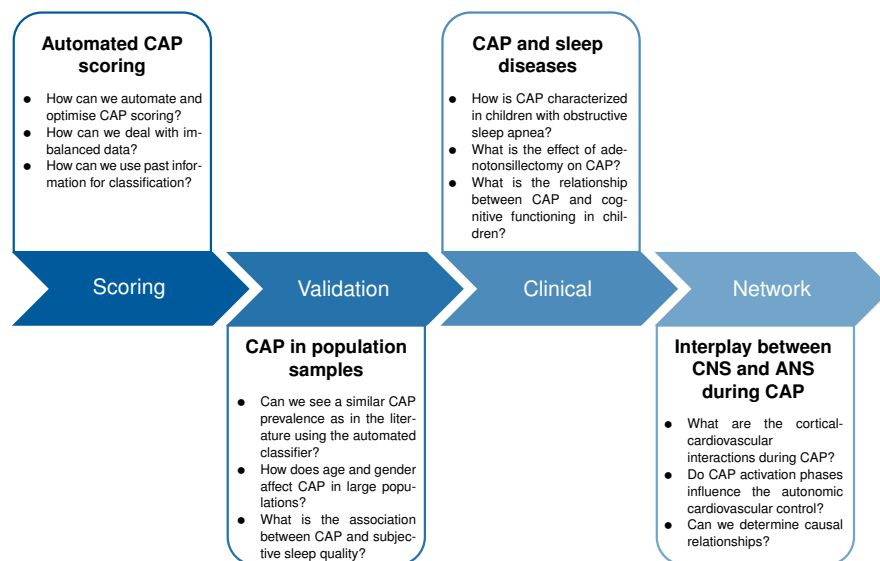 Automated CAP
scoring
● How can we automate and
optimise CAP scoring?
● How can we deal with im-
balanced data?
● How can we use past infor-
mation for classification?
CAP and sleep
diseases
● How is CAP characterized
in children with obstructive
sleep apnea?
● What is the effect of ade-
notonsillectomy on CAP?
● What is the relationship
between CAP and cog-
nitive functioning in chil-
dren?
Scoring
Validation
Clinical
Network
CAP in population
samples
● Can we see a similar CAP
prevalence as in the liter-
ature using the automated
classifier?
● How does age and gender
affect CAP in large popu-
lations?
● What is the association
between CAP and subjec-
tive sleep quality?
Interplay between
CNS and ANS
during CAP
● What are the cortical-
cardiovascular
interactions during CAP?
● Do CAP activation phases
influence the autonomic
cardiovascular control?
● Can we determine causal
relationships?